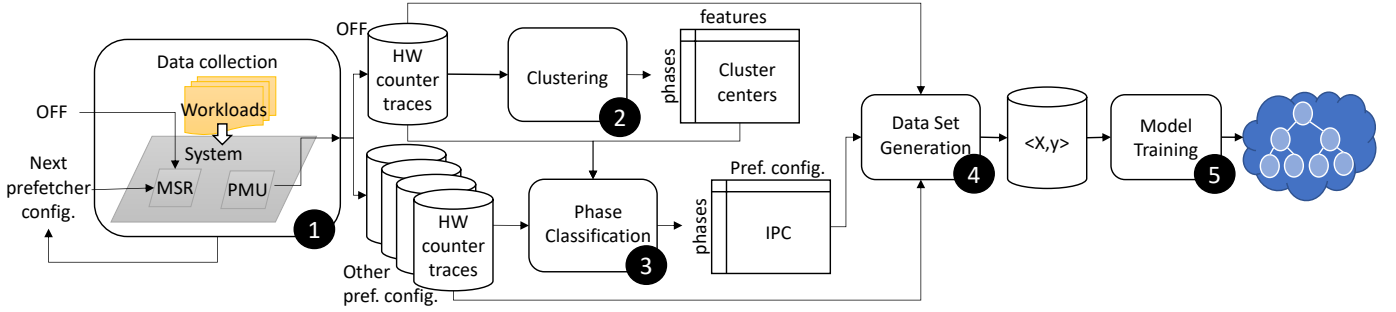 Data collection
Workloads
OFF
System
MSR
PMU
Next
prefetcher
config.
1
OFF
HW
counter
traces
Clustering
2
features
phases
Cluster
centers
HW
counter
traces
Other
pref. config.
Phase
Classification
3
Pref. config.
phases
IPC
Data Set
Generation
4
<X,y>
Model
Training
5